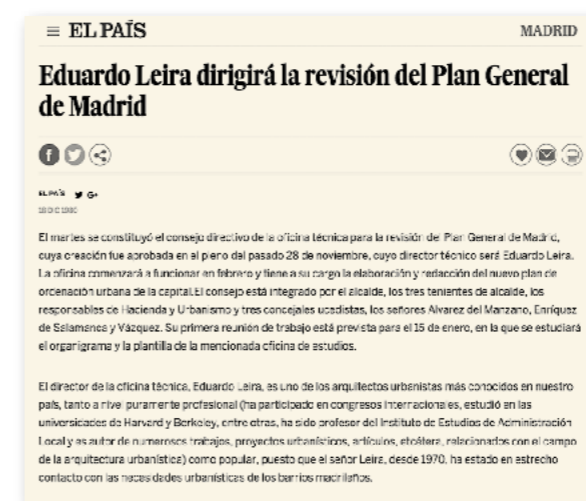 EL PAÍS
MADRID
Eduardo Leira dirigirá la revisión del Plan General
de Madrid
EL PAÍS
El martes se constituyó el consejo directivo de la oficina técnica para la revisión del Plan General de Madrid,
cuya creación fue aprobada en el pleno del pasado 28 de noviembre, cuyo director técnico será Eduardo Leira.
La oficina comenzará a funcionar en febrero y tiene a su cargo la elaboración y redacción del nuevo plan de
ordenación urbana de la capital.El consejo está integrado por el alcalde, los tres tenientes de alcalde, los
responsables de Hacienda y Urbanismo y tres concejales ucedistas, los señores Alvarez del Manzano, Enríquez
de Salamanca y Vázquez. Su primera reunión de trabajo está prevista para el 15 de enero, en la que se estudiará
el organigrama y la plantilla de la mencionada oficina de estudios.
El director de la oficina técnica, Eduardo Leira, es uno de los arquitectos urbanistas más conocidos en nuestro
país, tanto a nivel puramente profesional (ha participado en congresos internacionales, estudió en las
universidades de Harvard y Berkeley, entre otras, ha sido profesor del Instituto de Estudios de Administración
Local y es autor de numerosos trabajos, proyectos urbanísticos, artículos, etcétera, relacionados con el campo
de la arquitectura urbanística) como popular, puesto que el señor Leira, desde 1970, ha estado en estrecho
contacto con las necesidades urbanísticas de los barrios madrileños.